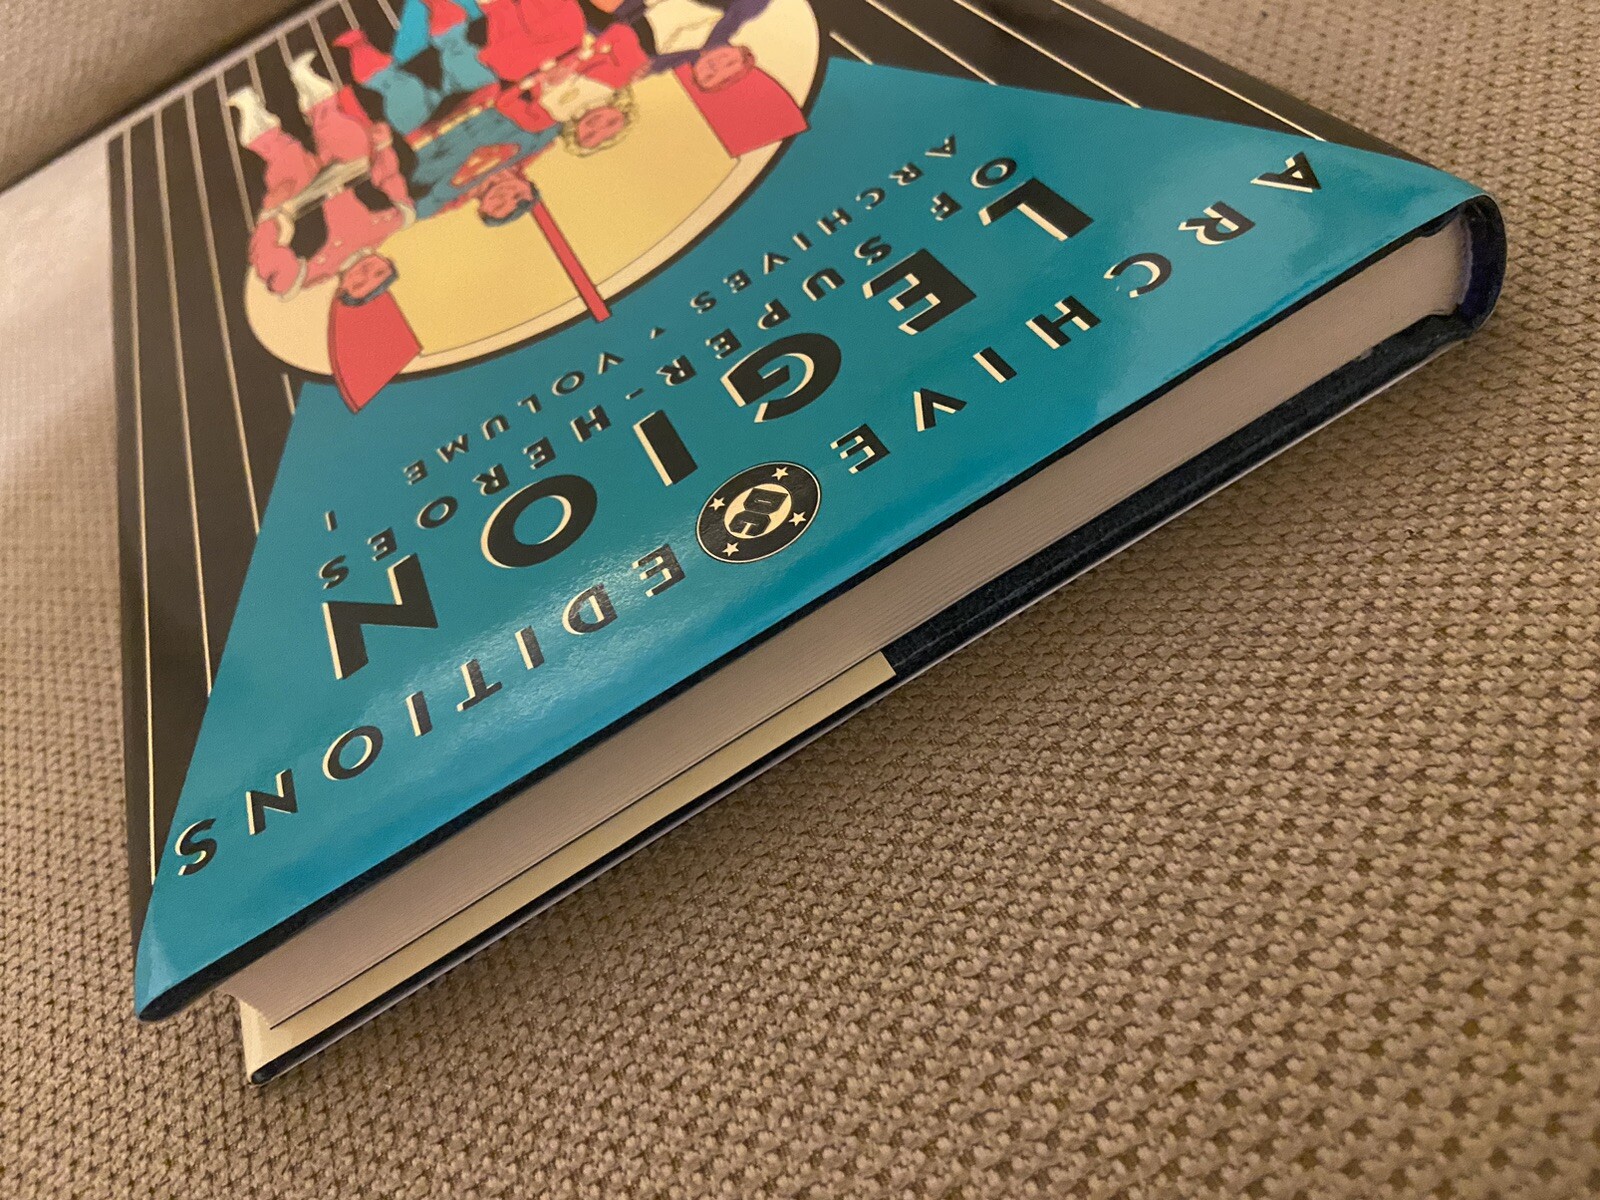 ARCHIVE DC EDITIONS
LEGION
OF SUPER-HEROES
ARCHIVES ▾ VOLUME 1